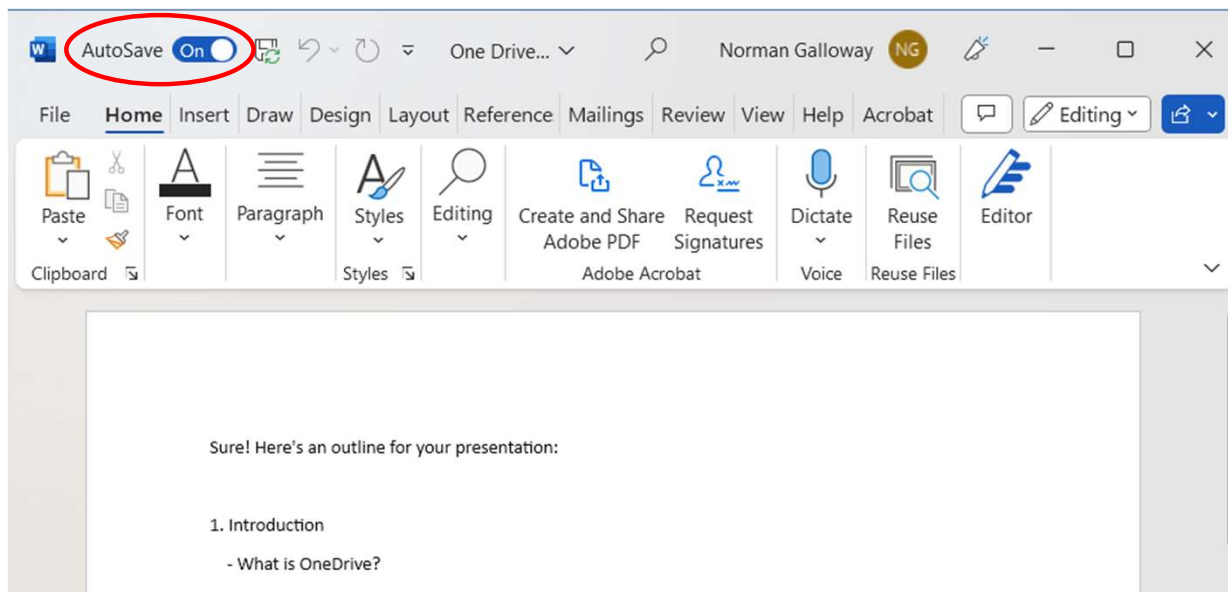 W AutoSave On One Drive... Norman Galloway NG
File Home Insert Draw Design Layout Reference Mailings Review View Help Acrobat Editing
Paste Font Paragraph Styles Editing Create and Share Request Dictate Reuse Editor
Adobe PDF Signatures Files
Clipboard Styles Adobe Acrobat Voice Reuse Files
Sure! Here's an outline for your presentation:
1. Introduction
- What is OneDrive?